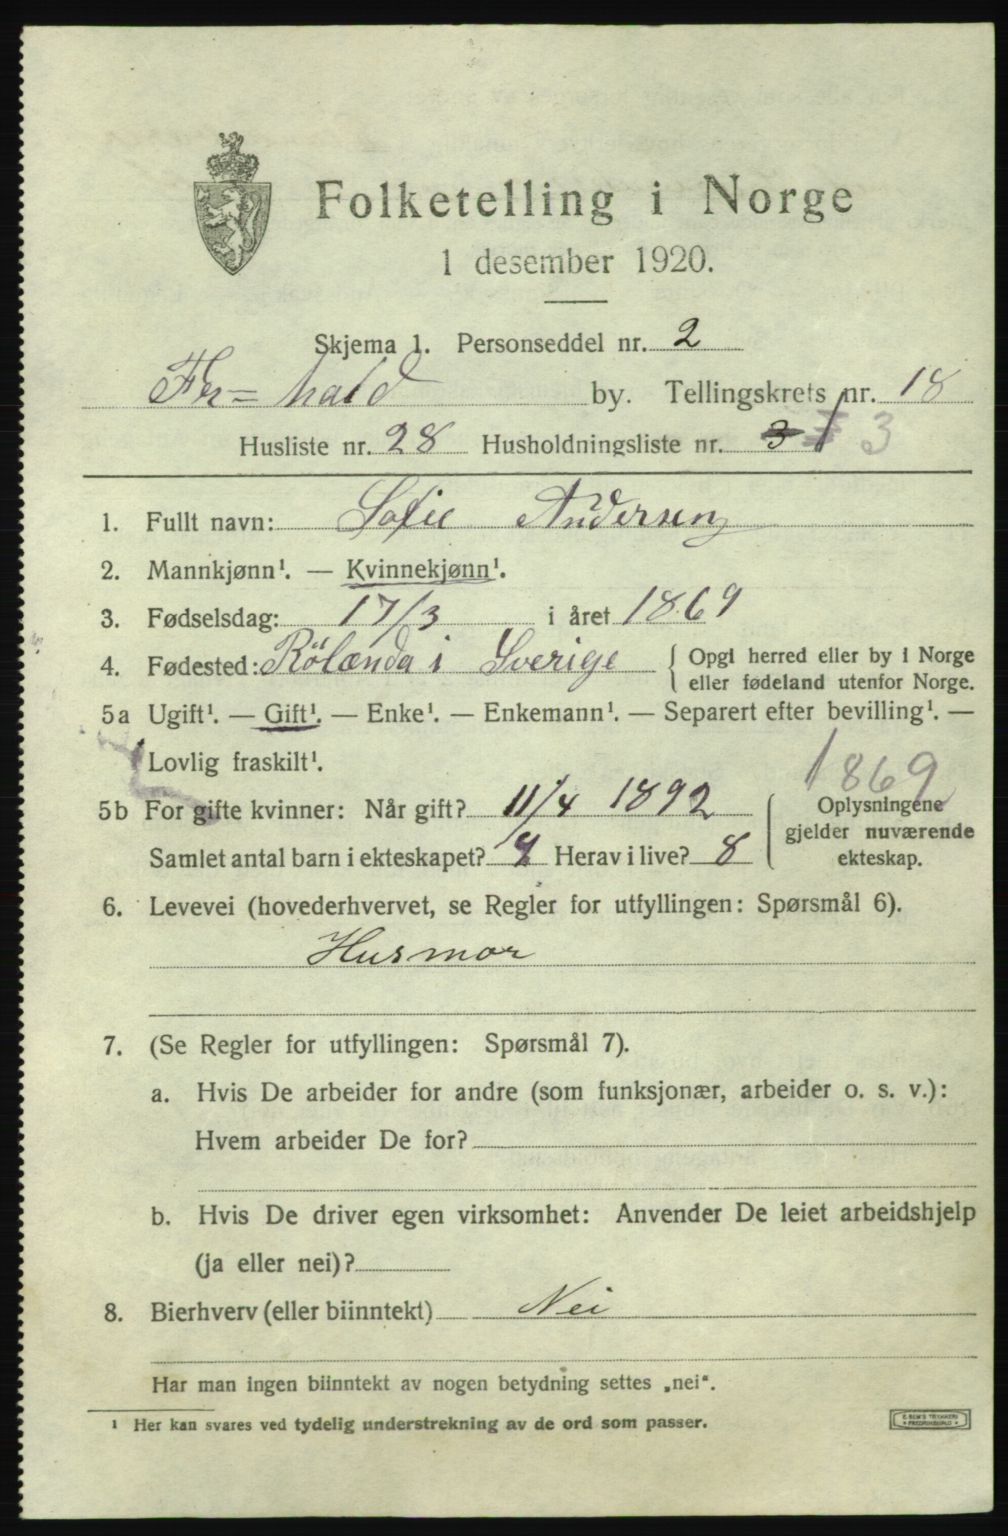 Folketelling i Norge
1 desember 1920.
Skjema 1. Personseddel nr. 2
Fr=hald by. Tellingskrets nr. 18
Husliste nr. 28 Husholdningsliste nr. 3 3
1. Fullt navn: Sofie Andersen
2. Mannkjønn¹. — Kvinnekjønn¹.
3. Fødselsdag: 17/3 i året 1869
4. Fødested: Rölænda i Sverige { Opgi herred eller by i Norge
eller fødeland utenfor Norge.
5a Ugift¹. — Gift¹. — Enke¹. — Enkemann¹. — Separert efter bevilling¹. —
Lovlig fraskilt¹.
1869
5b For gifte kvinner: Når gift? 11/4 1892 Oplysningene
gjelder nuværende
Samlet antal barn i ekteskapet? 9 Herav i live? 8 ekteskap.
6. Levevei (hovederhvervet, se Regler for utfyllingen: Spørsmål 6).
Husmor
7. (Se Regler for utfyllingen: Spørsmål 7).
a. Hvis De arbeider for andre (som funksjonær, arbeider o. s. v.):
Hvem arbeider De for?
b. Hvis De driver egen virksomhet: Anvender De leiet arbeidshjelp
(ja eller nei)?
8. Bierhverv (eller biinntekt) Nei
Har man ingen biinntekt av nogen betydning settes „nei“.
¹ Her kan svares ved tydelig understrekning av de ord som passer.
E. SEM'S TRYKKERI
FREDRIKSHALD